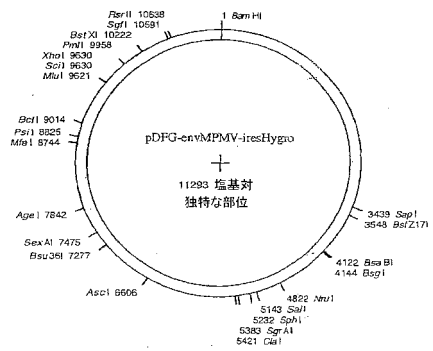 RsrII 10638
SgfI 10591
BstXI 10222
PmlI 9958
XhoI 9630
SciI 9630
MluI 9621
BclI 9014
PsiI 8825
MfeI 8744
AgeI 7842
SexAI 7475
Bsu36I 7277
AscI 6606
1 BamHI
pDFG-envMPMV-iresHygro
11293 塩基対
独特な部位
3439 SapI
3548 BstZ17I
4122 BsaBI
4144 BsgI
4822 NruI
5143 SalI
5232 SphI
5383 SgrAI
5421 ClaI